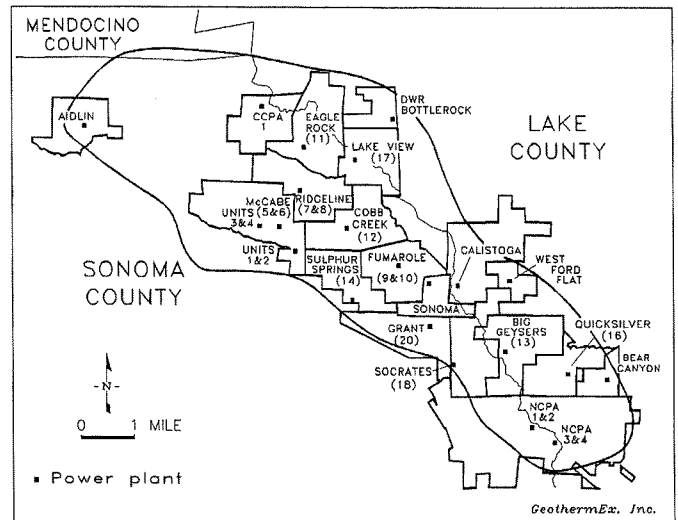 MENDOCINO
COUNTY
AIDLIN
CCPA
1
EAGLE
ROCK
(11)
DWR
BOTTLEROCK
LAKE VIEW
(17)
LAKE
COUNTY
McCABE
(5&6)
UNITS
3&4
RIDGELINE
(7&8)
COBB
CREEK
(12)
UNITS
1&2
SULPHUR
SPRINGS
(14)
FUMAROLE
(9&10)
CALISTOGA
WEST
FORD
FLAT
SONOMA
COUNTY
SONOMA
GRANT
(20)
BIG
GEYSERS
(13)
QUICKSILVER
(16)
BEAR
CANYON
SOCRATES
(18)
NCPA
1&2
NCPA
3&4
-N-
0 1 MILE
Power plant
GeothermEx, Inc.